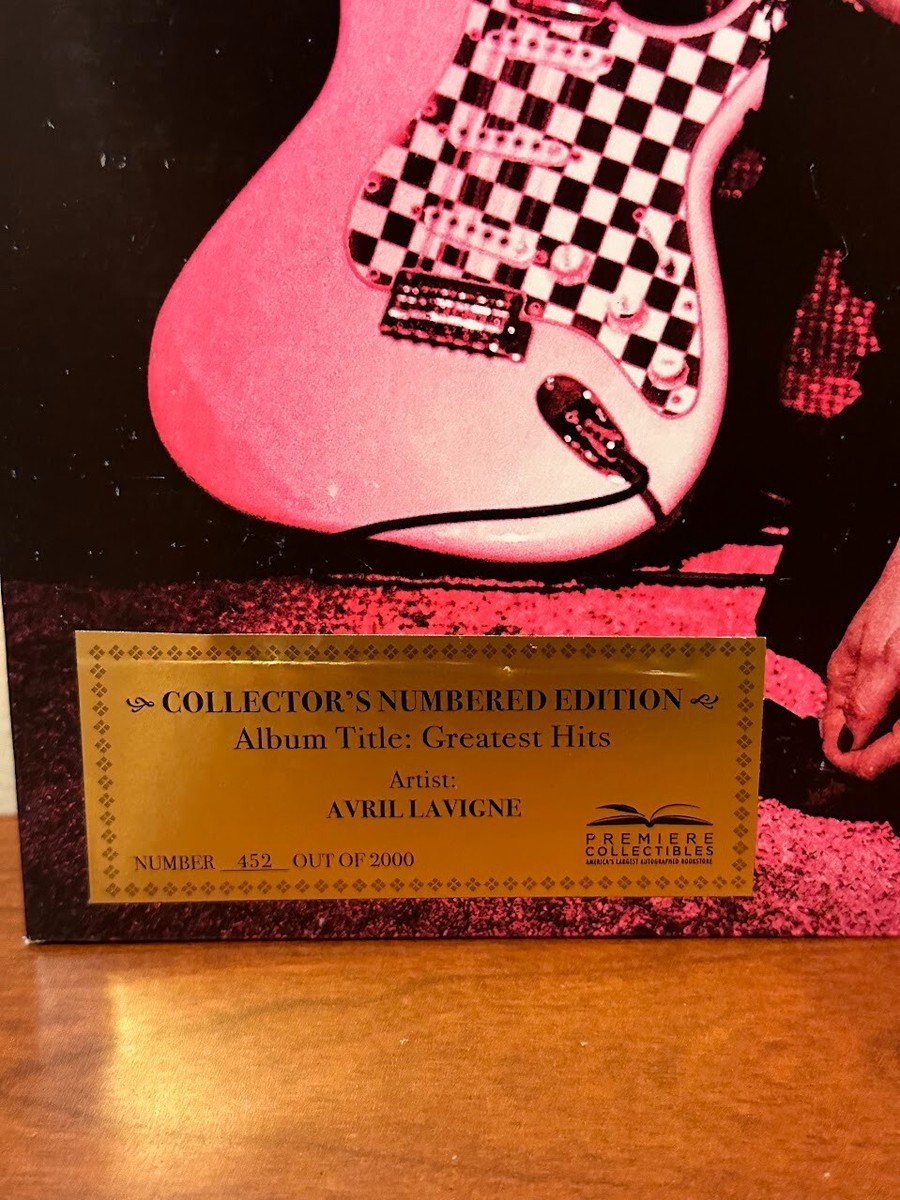 COLLECTOR'S NUMBERED EDITION
Album Title: Greatest Hits
Artist:
AVRIL LAVIGNE
NUMBER 452 OUT OF 2000
PREMIERE
COLLECTIBLES
AMERICA'S LARGEST AUTOGRAPHED BOOKSTORE